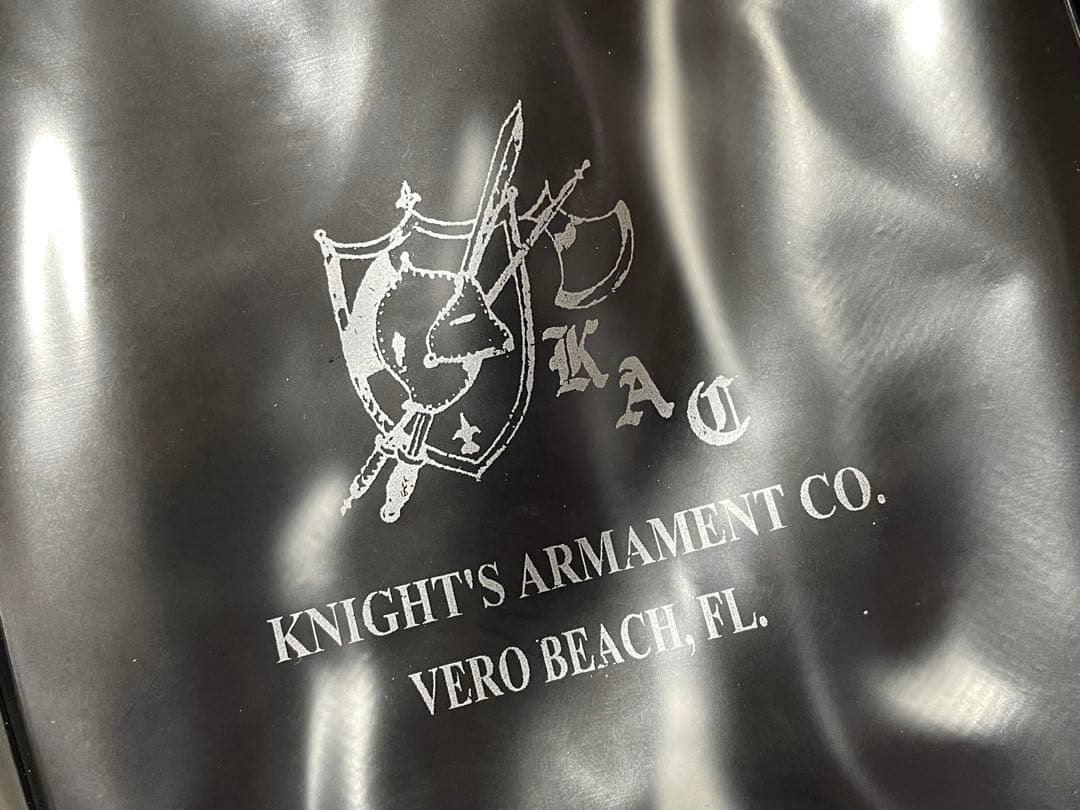 KAC
KNIGHT'S ARMAMENT CO.
VERO BEACH, FL.